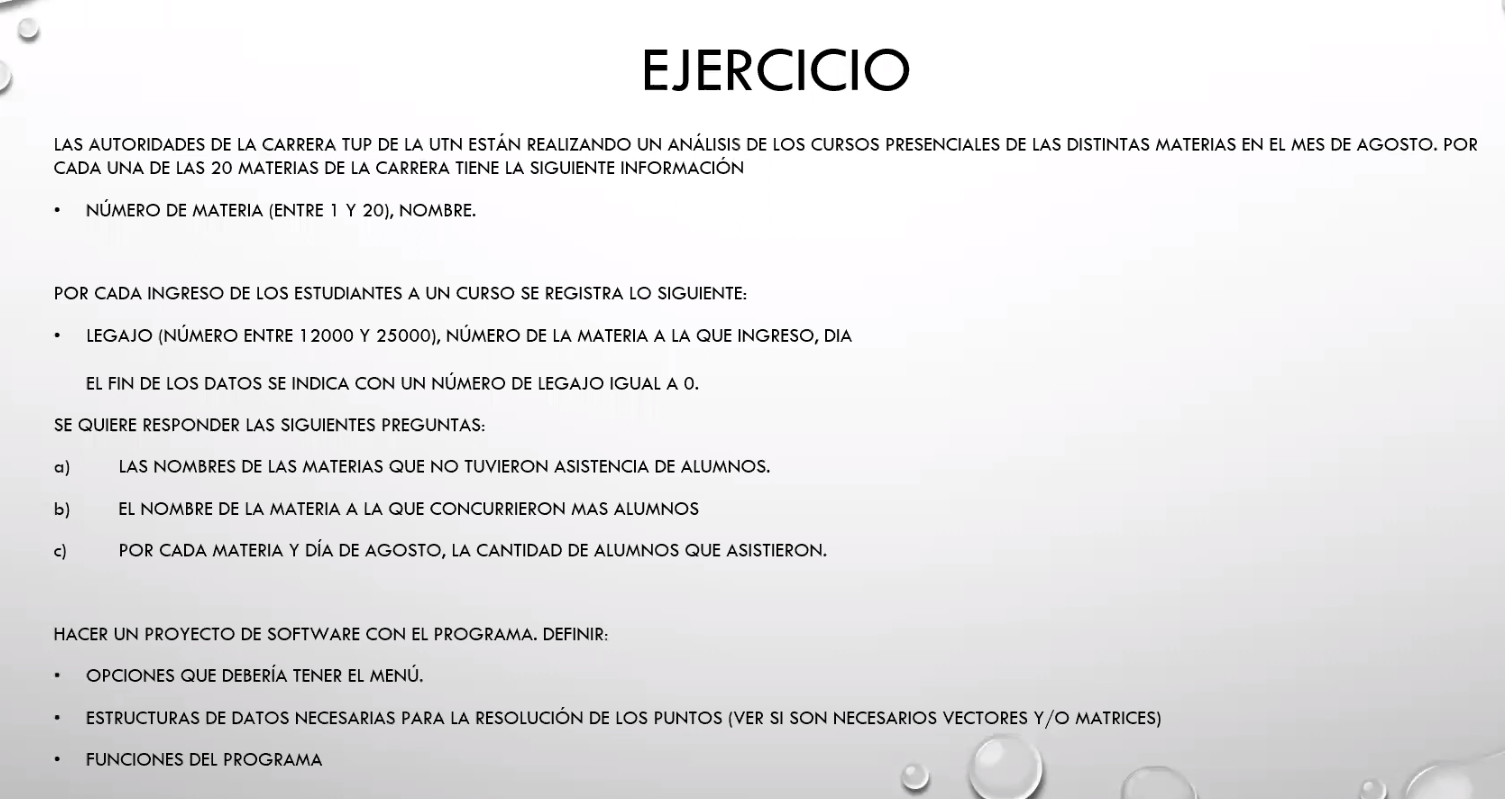 EJERCICIO
LAS AUTORIDADES DE LA CARRERA TUP DE LA UTN ESTÁN REALIZANDO UN ANÁLISIS DE LOS CURSOS PRESENCIALES DE LAS DISTINTAS MATERIAS EN EL MES DE AGOSTO. POR
CADA UNA DE LAS 20 MATERIAS DE LA CARRERA TIENE LA SIGUIENTE INFORMACIÓN
• NÚMERO DE MATERIA (ENTRE 1 Y 20), NOMBRE.
POR CADA INGRESO DE LOS ESTUDIANTES A UN CURSO SE REGISTRA LO SIGUIENTE:
• LEGAJO (NÚMERO ENTRE 12000 Y 25000), NÚMERO DE LA MATERIA A LA QUE INGRESO, DIA
EL FIN DE LOS DATOS SE INDICA CON UN NÚMERO DE LEGAJO IGUAL A 0.
SE QUIERE RESPONDER LAS SIGUIENTES PREGUNTAS:
a) LAS NOMBRES DE LAS MATERIAS QUE NO TUVIERON ASISTENCIA DE ALUMNOS.
b) EL NOMBRE DE LA MATERIA A LA QUE CONCURRIERON MAS ALUMNOS
c) POR CADA MATERIA Y DÍA DE AGOSTO, LA CANTIDAD DE ALUMNOS QUE ASISTIERON.
HACER UN PROYECTO DE SOFTWARE CON EL PROGRAMA. DEFINIR:
• OPCIONES QUE DEBERÍA TENER EL MENÚ.
• ESTRUCTURAS DE DATOS NECESARIAS PARA LA RESOLUCIÓN DE LOS PUNTOS (VER SI SON NECESARIOS VECTORES Y/O MATRICES)
• FUNCIONES DEL PROGRAMA